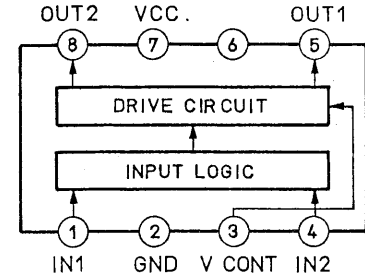 OUT2 VCC. OUT1
8 7 6 5
DRIVE CIRCUIT
INPUT LOGIC
1 2 3 4
IN1 GND V CONT IN2